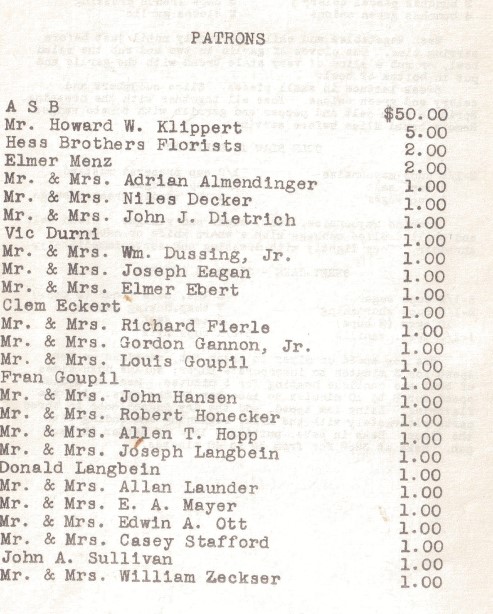 PATRONS
A S B $50.00
Mr. Howard W. Klippert 5.00
Hess Brothers Florists 2.00
Elmer Menz 2.00
Mr. & Mrs. Adrian Almendinger 1.00
Mr. & Mrs. Niles Decker 1.00
Mr. & Mrs. John J. Dietrich 1.00
Vic Durni 1.00
Mr. & Mrs. Wm. Dussing, Jr. 1.00
Mr. & Mrs. Joseph Eagan 1.00
Mr. & Mrs. Elmer Ebert 1.00
Clem Eckert 1.00
Mr. & Mrs. Richard Fierle 1.00
Mr. & Mrs. Gordon Gannon, Jr. 1.00
Mr. & Mrs. Louis Goupil 1.00
Fran Goupil 1.00
Mr. & Mrs. John Hansen 1.00
Mr. & Mrs. Robert Honecker 1.00
Mr. & Mrs. Allen T. Hopp 1.00
Mr. & Mrs. Joseph Langbein 1.00
Donald Langbein 1.00
Mr. & Mrs. Allan Launder 1.00
Mr. & Mrs. E. A. Mayer 1.00
Mr. & Mrs. Edwin A. Ott 1.00
Mr. & Mrs. Casey Stafford 1.00
John A. Sullivan 1.00
Mr. & Mrs. William Zeckser 1.00